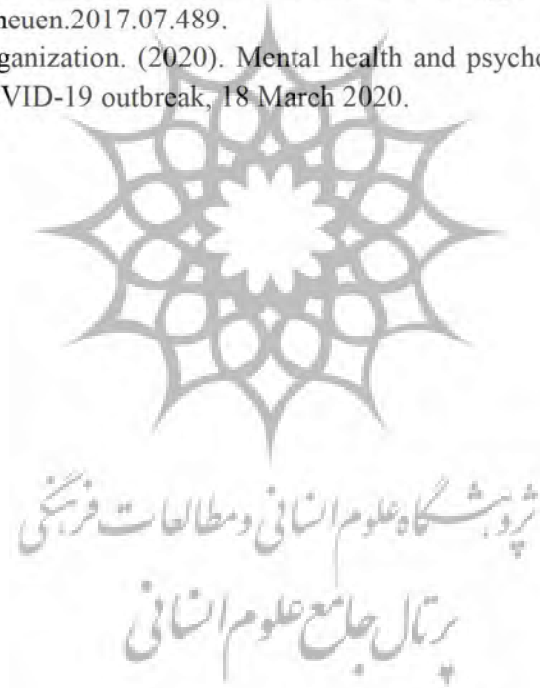 heuen.2017.07.489.
ganization. (2020). Mental health and psycho
VID-19 outbreak, 18 March 2020.
پژوهشگاه علوم انسانی و مطالعات فرهنگی
پرتال جامع علوم انسانی